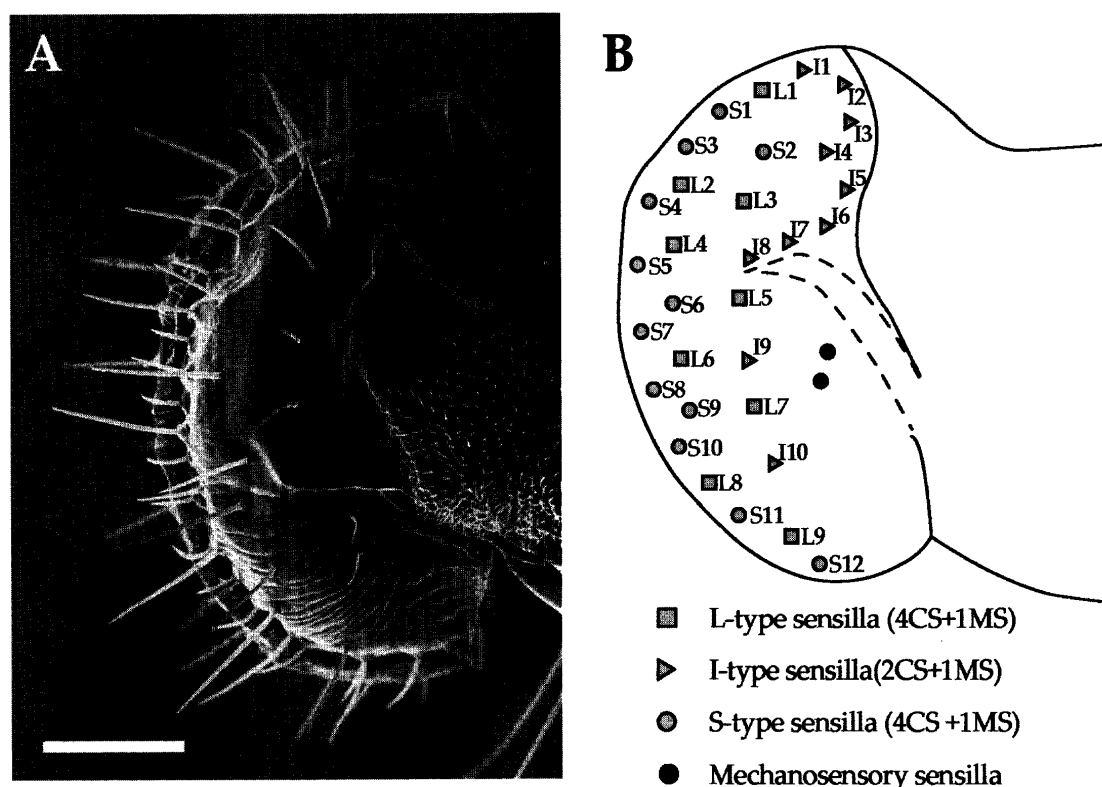 A
B
I1
L1
I2
S1
I3
S3
S2
I4
L2
I5
S4
L3
I6
L4
I7
I8
S5
L5
S6
S7
I9
L6
S8
S9
L7
S10
I10
L8
S11
L9
S12
L-type sensilla (4CS+1MS)
I-type sensilla(2CS+1MS)
S-type sensilla (4CS +1MS)
Mechanosensory sensilla